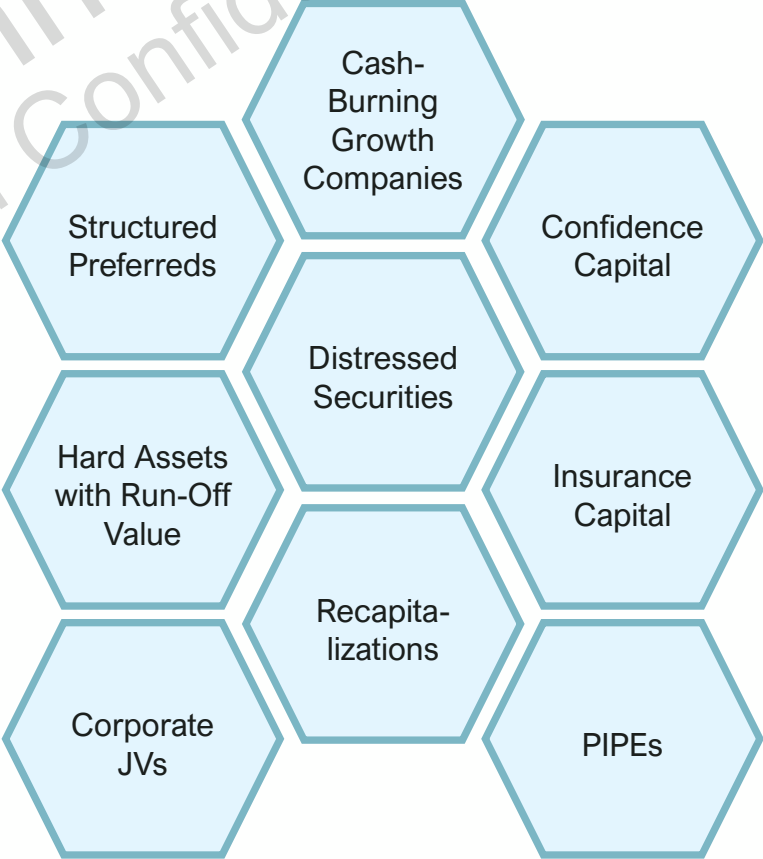 Confid
Cash-
Burning
Growth
Companies
Structured
Preferreds
Confidence
Capital
Distressed
Securities
Hard Assets
with Run-Off
Value
Insurance
Capital
Recapita-
lizations
Corporate
JVs
PIPEs